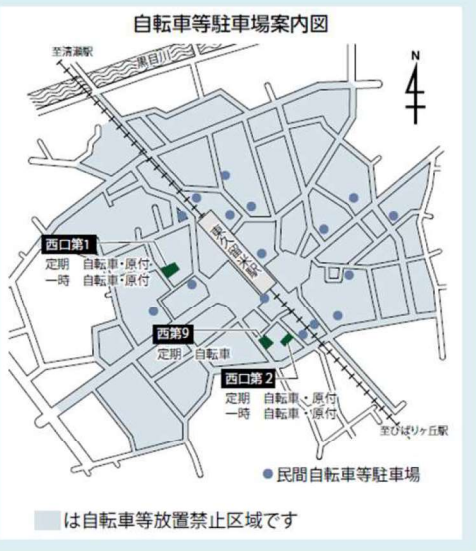 自転車等駐車場案内図
至清瀬駅
黒目川
N
東久留米駅
西口第1
定期 自転車・原付
一時 自転車・原付
西第9
定期 自転車
西口第2
定期 自転車・原付
一時 自転車・原付
至ひばりヶ丘駅
●民間自転車等駐車場
は自転車等放置禁止区域です